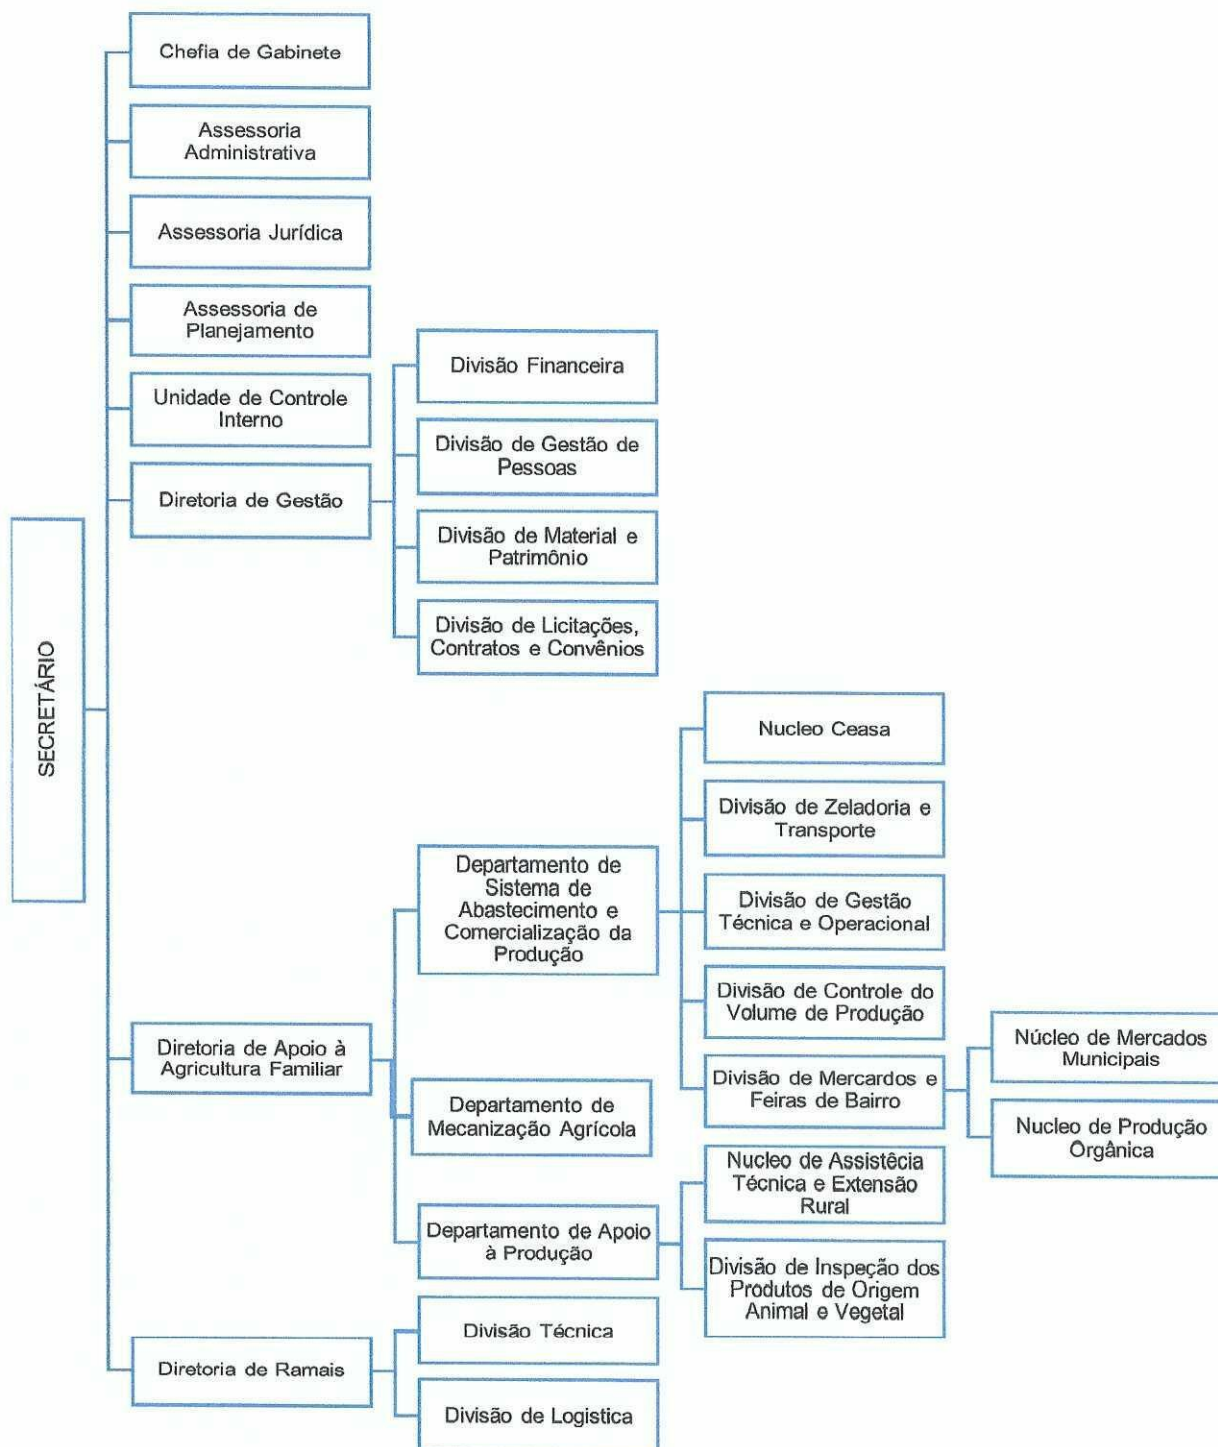 Chefia de Gabinete
Assessoria
Administrativa
Assessoria Jurídica
Assessoria de
Planejamento
Unidade de Controle
Interno
Diretoria de Gestão
Divisão Financeira
Divisão de Gestão de
Pessoas
Divisão de Material e
Patrimônio
Divisão de Licitações,
Contratos e Convênios
SECRETÁRIO
Diretoria de Apoio à
Agricultura Familiar
Departamento de
Sistema de
Abastecimento e
Comercialização da
Produção
Nucleo Ceasa
Divisão de Zeladoria e
Transporte
Divisão de Gestão
Técnica e Operacional
Divisão de Controle do
Volume de Produção
Divisão de Mercardos e
Feiras de Bairro
Núcleo de Mercados
Municipais
Nucleo de Produção
Orgânica
Departamento de
Mecanização Agrícola
Departamento de Apoio
à Produção
Nucleo de Assistêcia
Técnica e Extensão
Rural
Divisão de Inspeção dos
Produtos de Origem
Animal e Vegetal
Diretoria de Ramais
Divisão Técnica
Divisão de Logistica